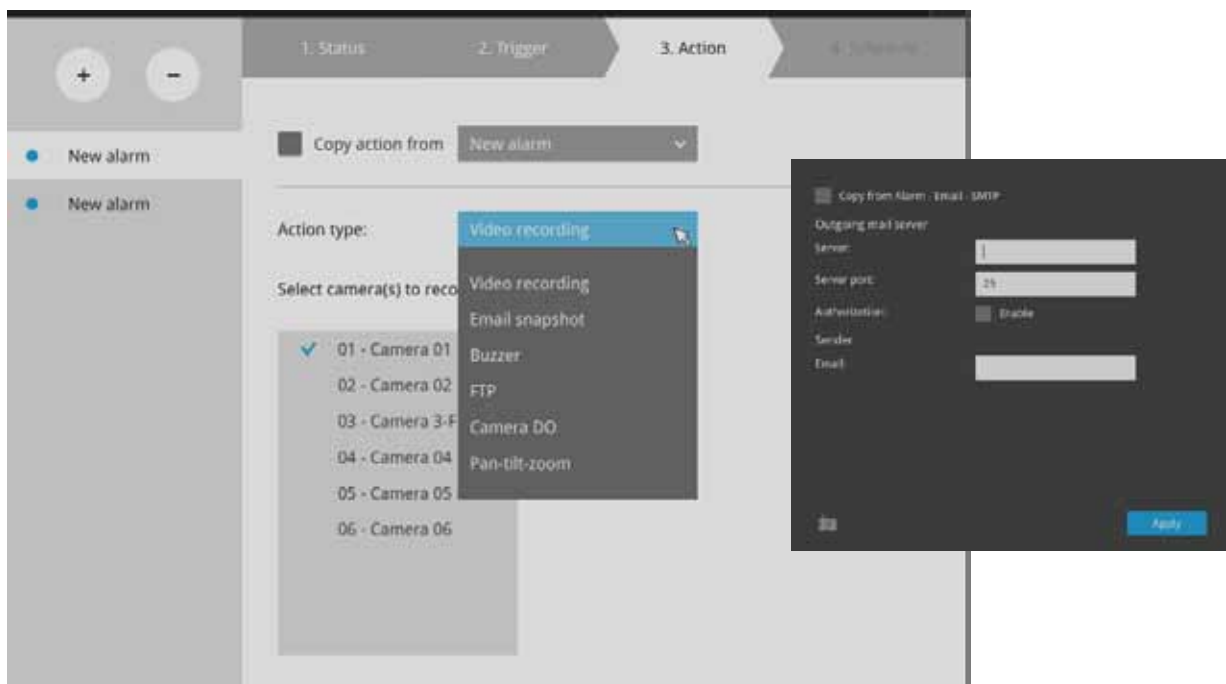 +
-
New alarm
New alarm
1. Status
2. Trigger
3. Action
4. Schedule
Copy action from New alarm
Action type: Video recording
Select camera(s) to reco
Video recording
Email snapshot
Buzzer
FTP
Camera DO
Pan-tilt-zoom
01 - Camera 01
02 - Camera 02
03 - Camera 3-F
04 - Camera 04
05 - Camera 05
06 - Camera 06
Copy from Alarm - Email - SMTP
Outgoing mail server
Server:
Server port: 25
Authorization: Enable
Sender
Email:
Apply